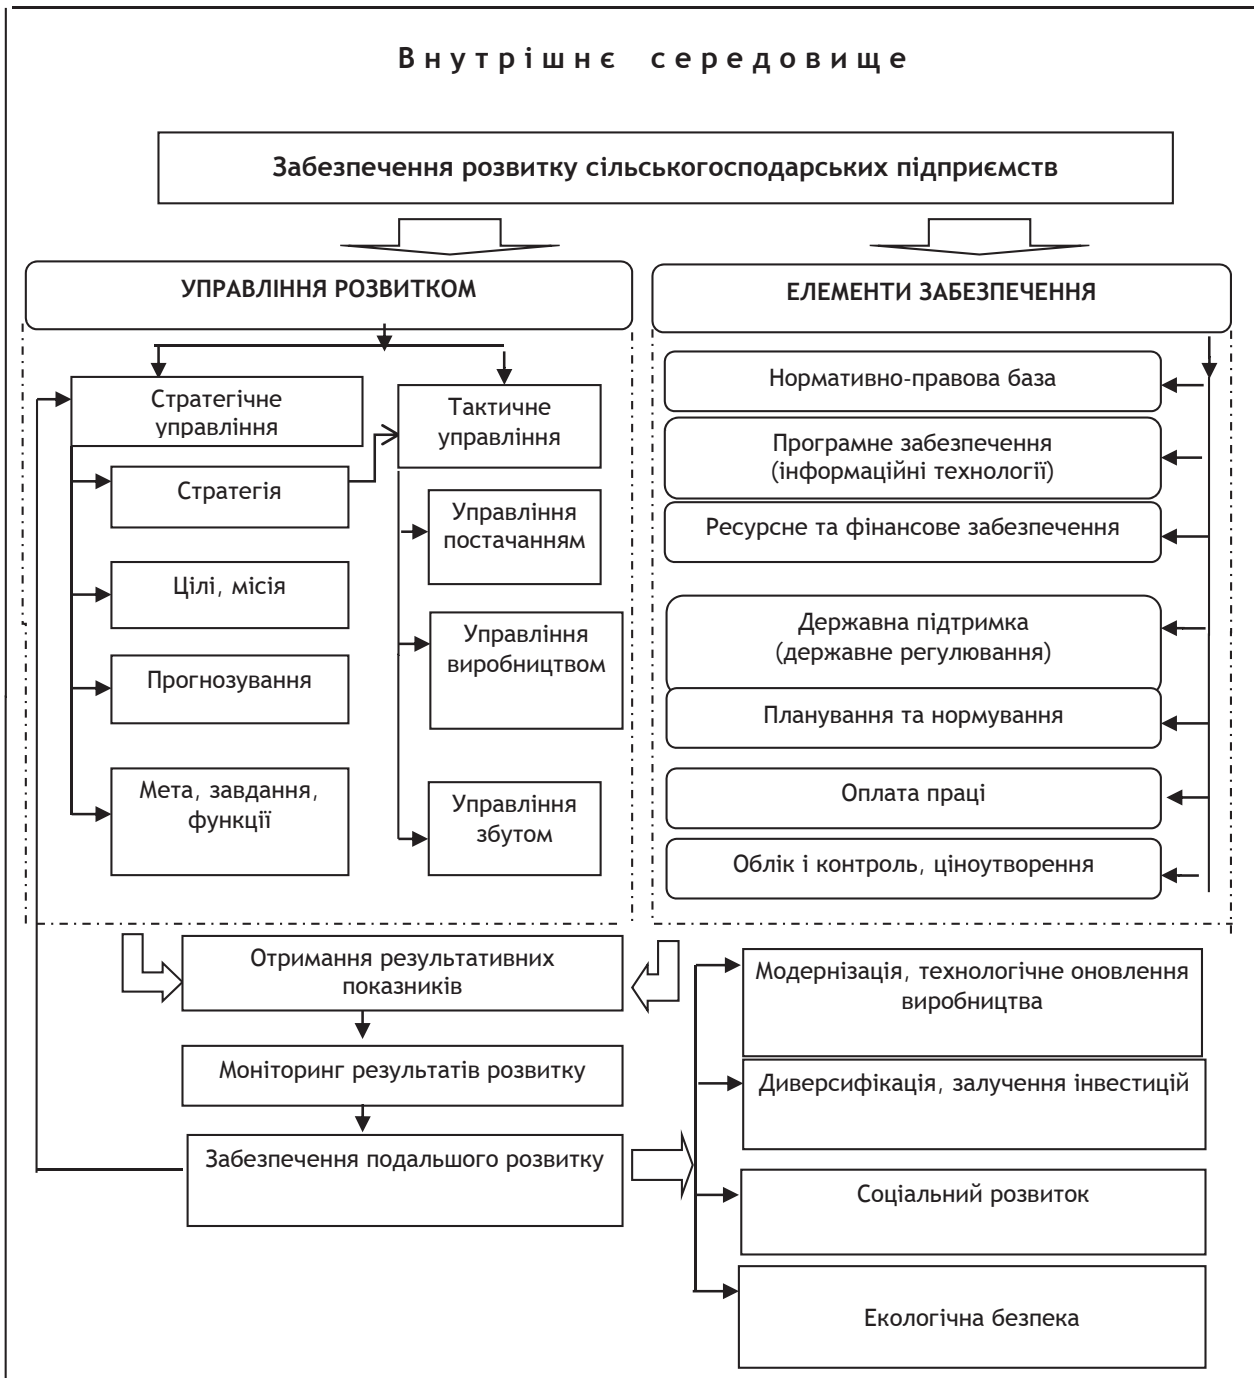 Внутрішнє середовище
Забезпечення розвитку сільськогосподарських підприємств
УПРАВЛІННЯ РОЗВИТКОМ
Стратегічне
управління
Стратегія
Цілі, місія
Прогнозування
Мета, завдання,
функції
Тактичне
управління
Управління
постачанням
Управління
виробництвом
Управління
збутом
ЕЛЕМЕНТИ ЗАБЕЗПЕЧЕННЯ
Нормативно-правова база
Програмне забезпечення
(інформаційні технології)
Ресурсне та фінансове забезпечення
Державна підтримка
(державне регулювання)
Планування та нормування
Оплата праці
Облік і контроль, ціноутворення
Отримання результативних
показників
Моніторинг результатів розвитку
Забезпечення подальшого розвитку
Модернізація, технологічне оновлення
виробництва
Диверсифікація, залучення інвестицій
Соціальний розвиток
Екологічна безпека